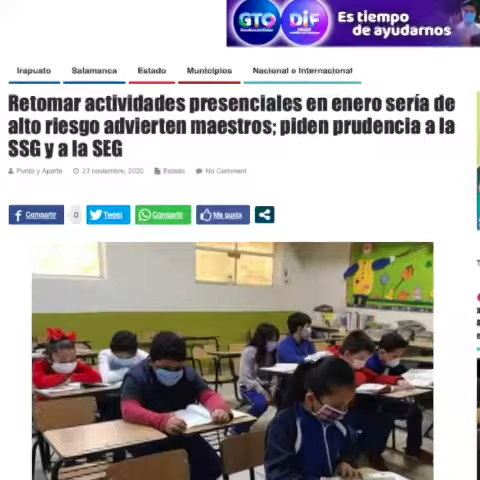 GTO
DIF
Es tiempo
de ayudarnos
Irapuato Salamanca Estado Municipios Nacional e Internacional
Retomar actividades presenciales en enero sería de
alto riesgo advierten maestros; piden prudencia a la
SSG y a la SEG
Punto y Aparte 23 noviembre, 2020 Estado No Comment
Compartir 0 Tweet Compartir Me gusta